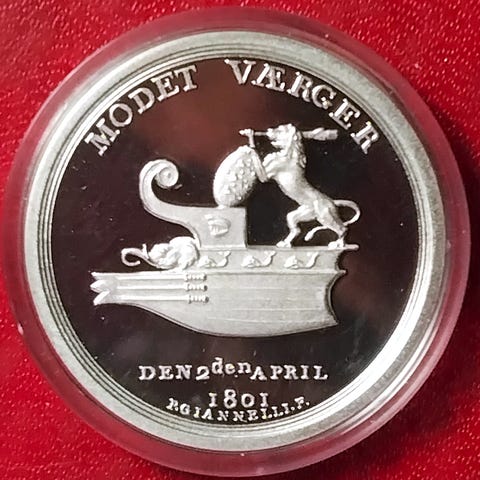 MODET VÆRGER
DEN 2den APRIL
1801
P.GIANNELLI.F.